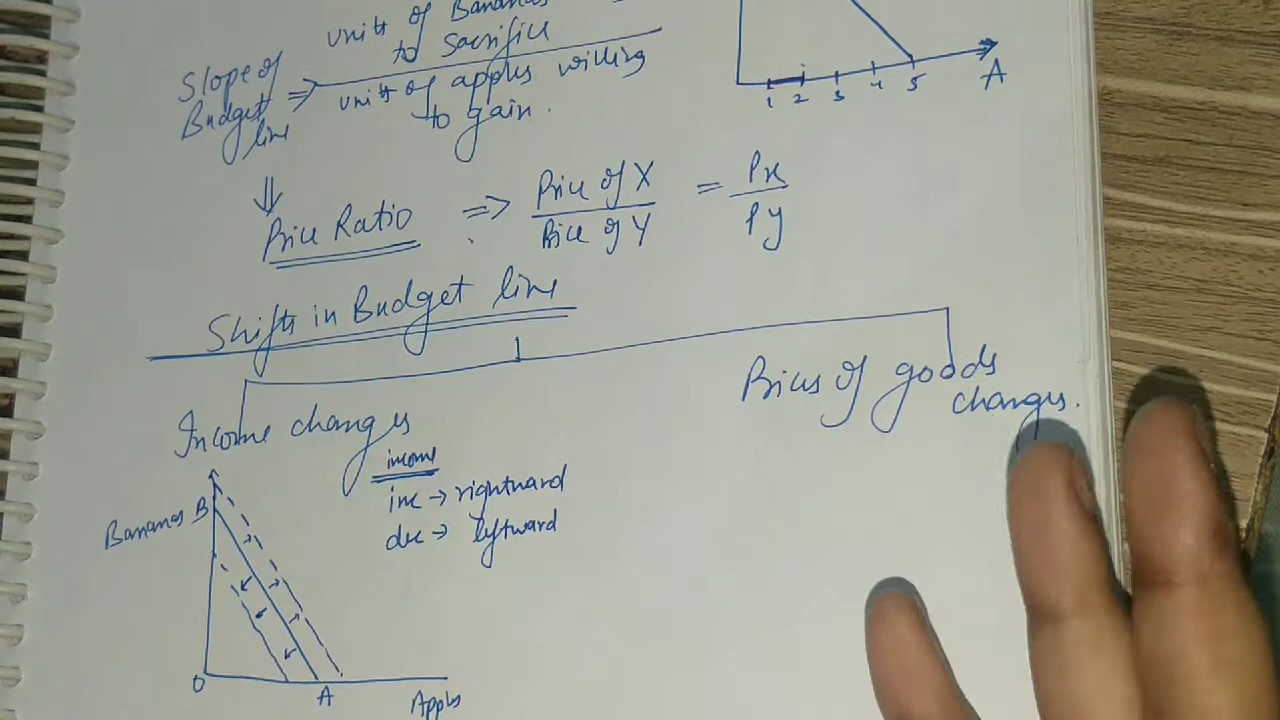 units of Bananas
to sacrifice
Slope of
Budget
line
=>
units of apples willing
to gain.
1 2 3 4 5
A
⇓
Price Ratio => Price of X / Price of Y = Px / Py
Shifts in Budget line
Income changes
Prices of goods
changes.
income
inc → rightward
dec → leftward
Bananas B
O
A
Apples